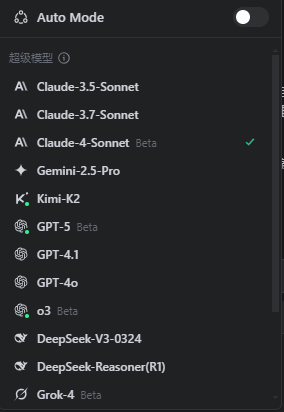 Auto Mode
超级模型
Claude-3.5-Sonnet
Claude-3.7-Sonnet
Claude-4-Sonnet Beta
Gemini-2.5-Pro
Kimi-K2
GPT-5 Beta
GPT-4.1
GPT-4o
o3 Beta
DeepSeek-V3-0324
DeepSeek-Reasoner(R1)
Grok-4 Beta